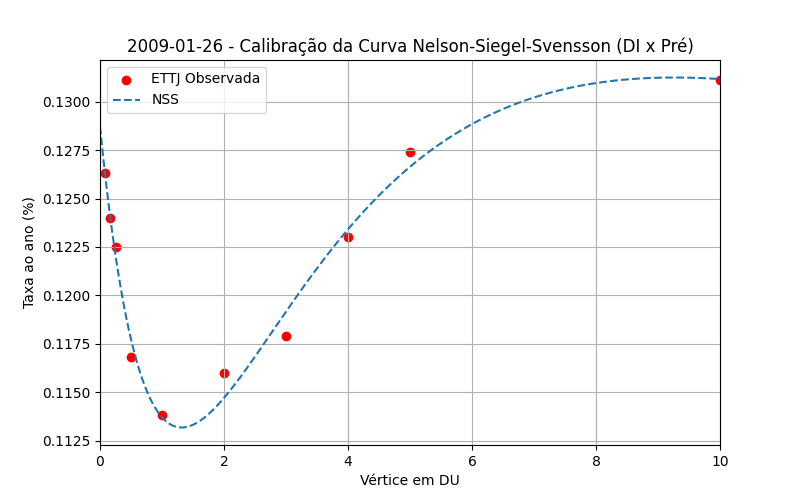 2009-01-26 - Calibração da Curva Nelson-Siegel-Svensson (DI x Pré)
ETTJ Observada
NSS
0.1300
0.1275
0.1250
0.1225
0.1200
0.1175
0.1150
0.1125
Taxa ao ano (%)
0 2 4 6 8 10
Vértice em DU